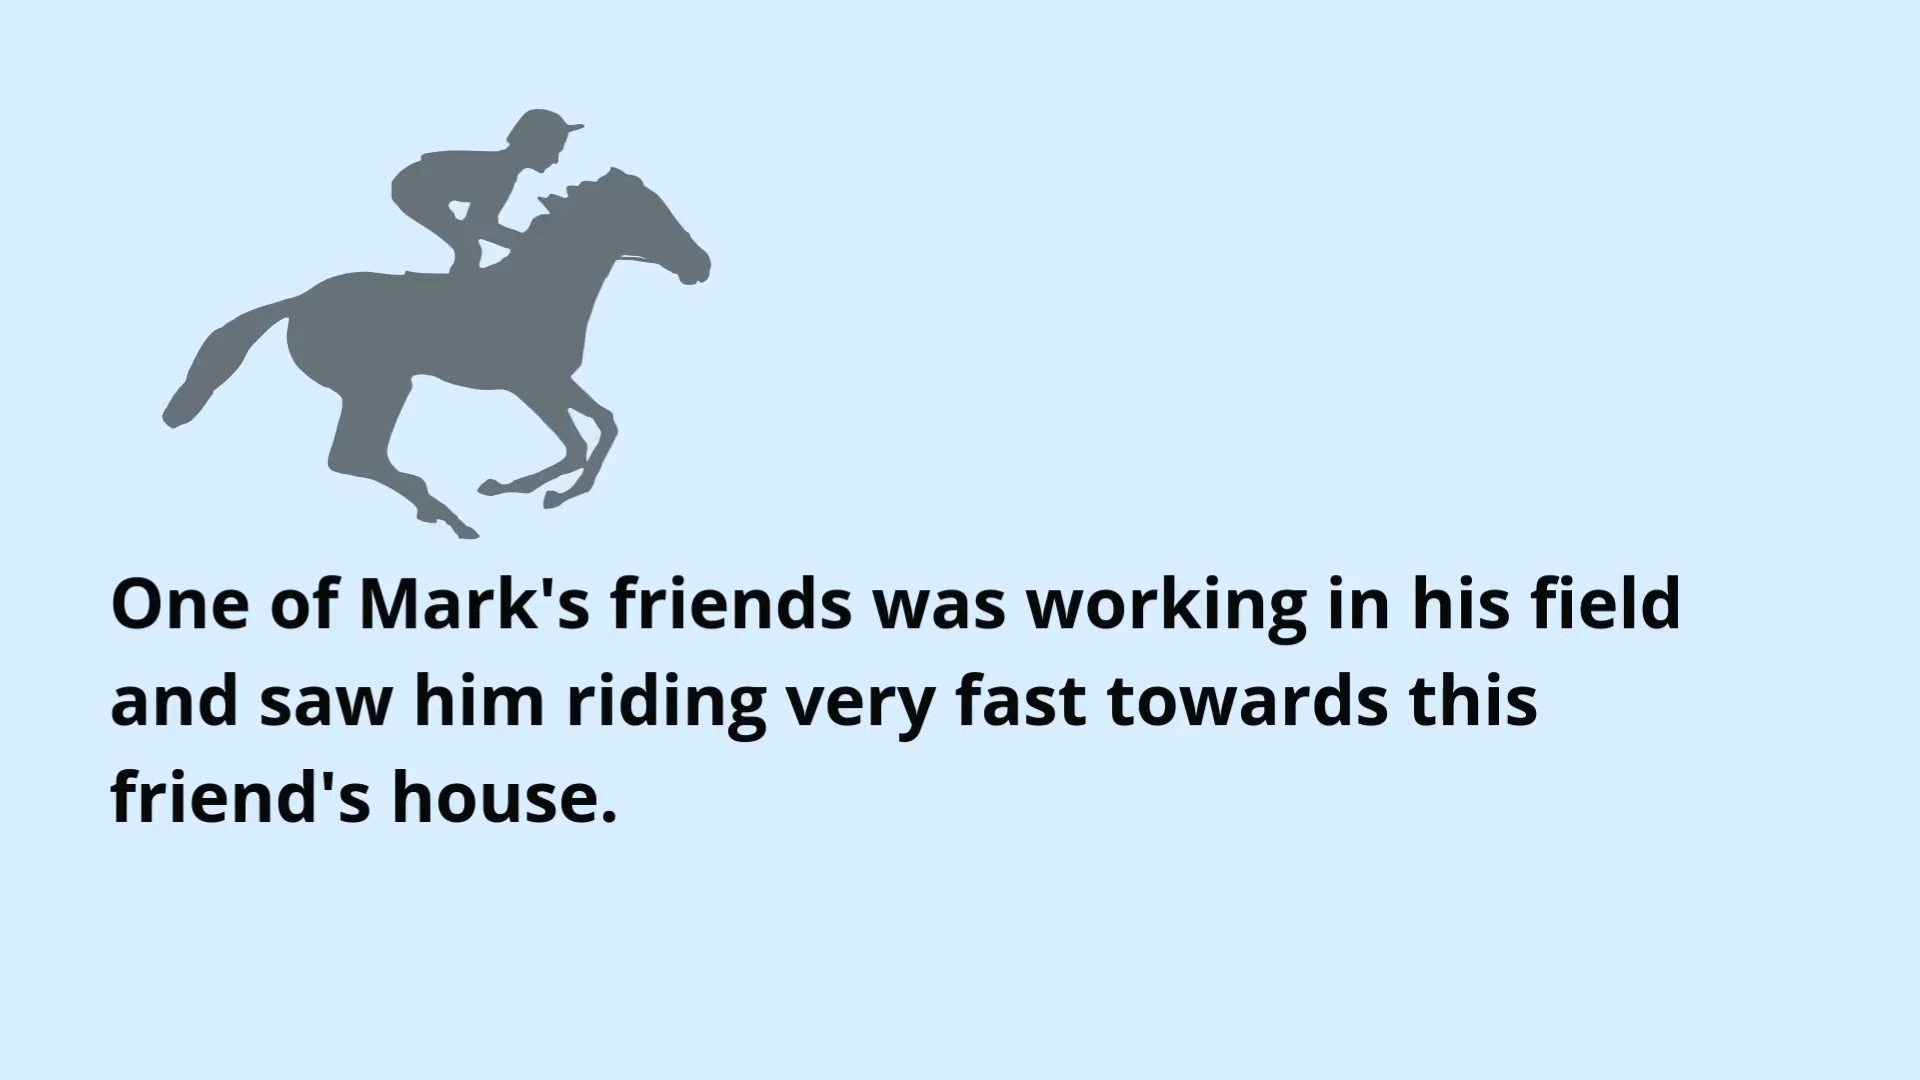 One of Mark's friends was working in his field
and saw him riding very fast towards this
friend's house.